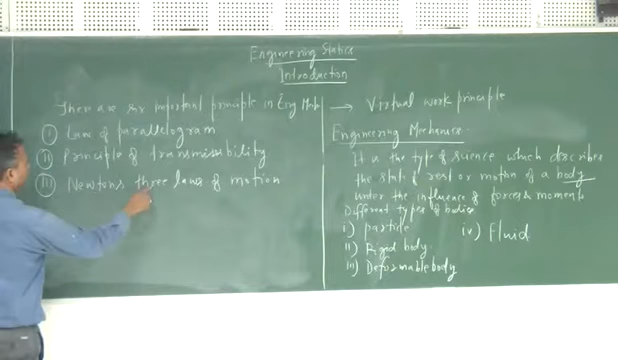 Engineering Statics
Introduction
There are six important principle in Eng Meh
I Law of parallelogram
II Principle of transmissibility
III Newtons three laws of motion
→ Virtual work principle
Engineering Mechanics.
It is the type of science which discribes
the state of rest or motion of a body
under the influence of forces & moments
Different types of bodies
i) particle
ii) Rigid body.
iii) Deformable body
iv) Fluid